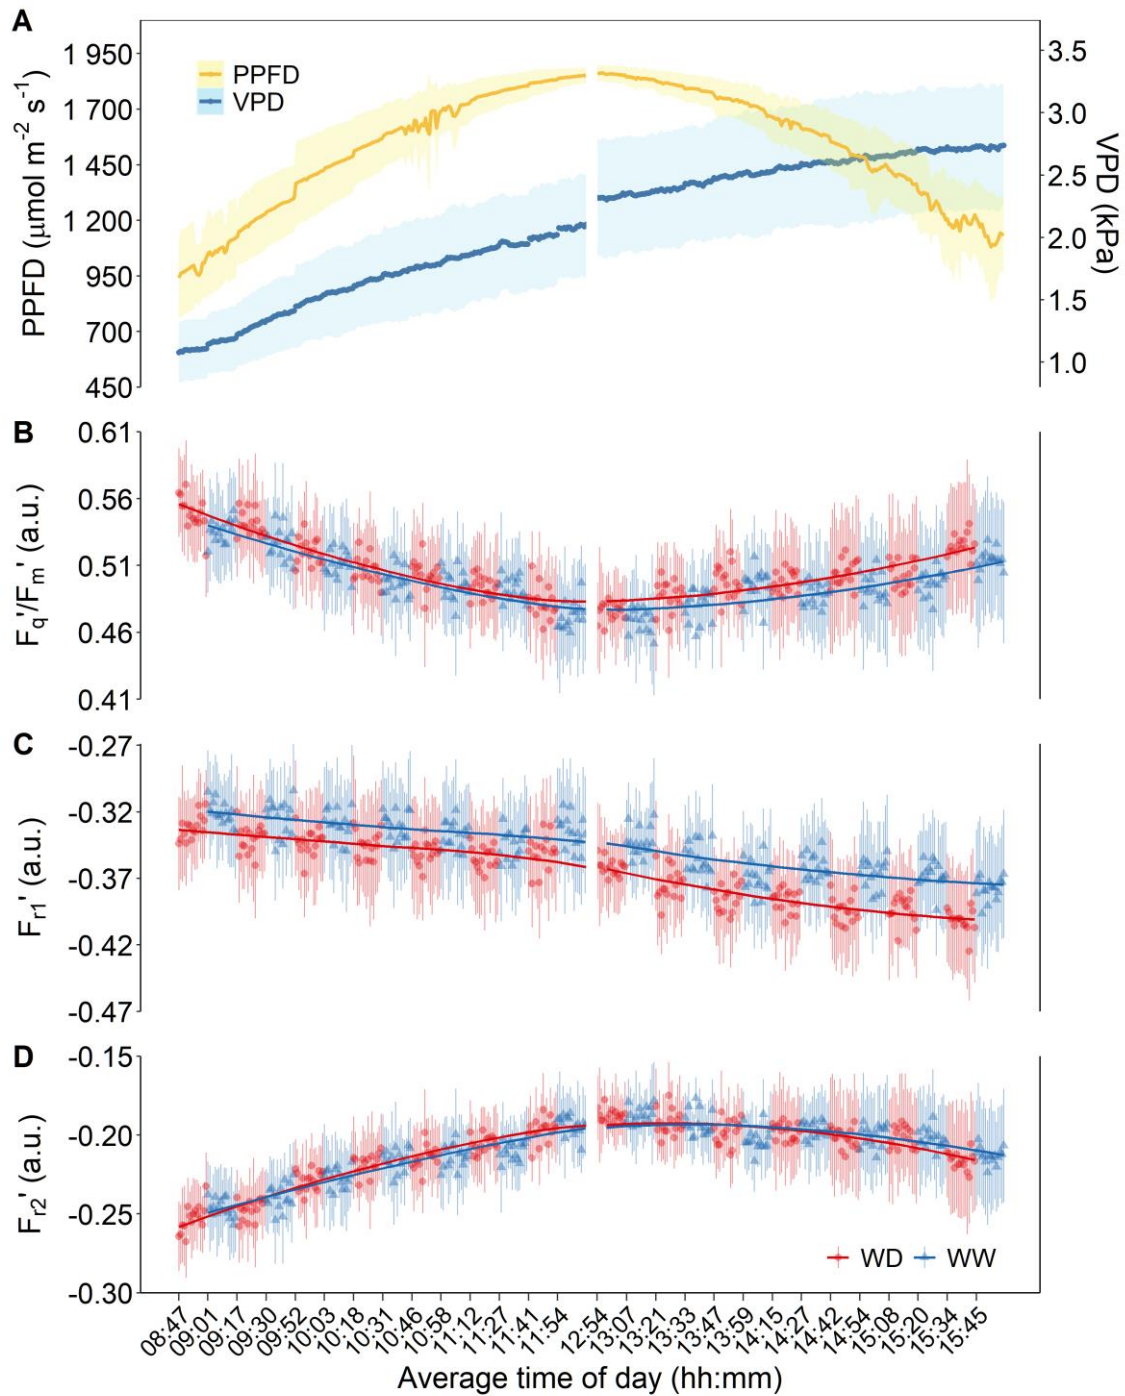 A
PPFD (μmol m⁻² s⁻¹)
1 950
1 700
1 450
1 200
950
700
450
PPFD
VPD
3.5
3.0
2.5
2.0
1.5
1.0
VPD (kPa)
B
Fq'/Fm' (a.u.)
0.61
0.56
0.51
0.46
0.41
C
Fr1' (a.u.)
-0.27
-0.32
-0.37
-0.42
-0.47
D
Fr2' (a.u.)
-0.15
-0.20
-0.25
-0.30
WD WW
08:47 09:01 09:17 09:30 09:52 10:03 10:18 10:31 10:46 10:58 11:12 11:27 11:41 11:54 12:54 13:07 13:21 13:33 13:47 13:59 14:15 14:27 14:42 14:54 15:08 15:20 15:34 15:45
Average time of day (hh:mm)